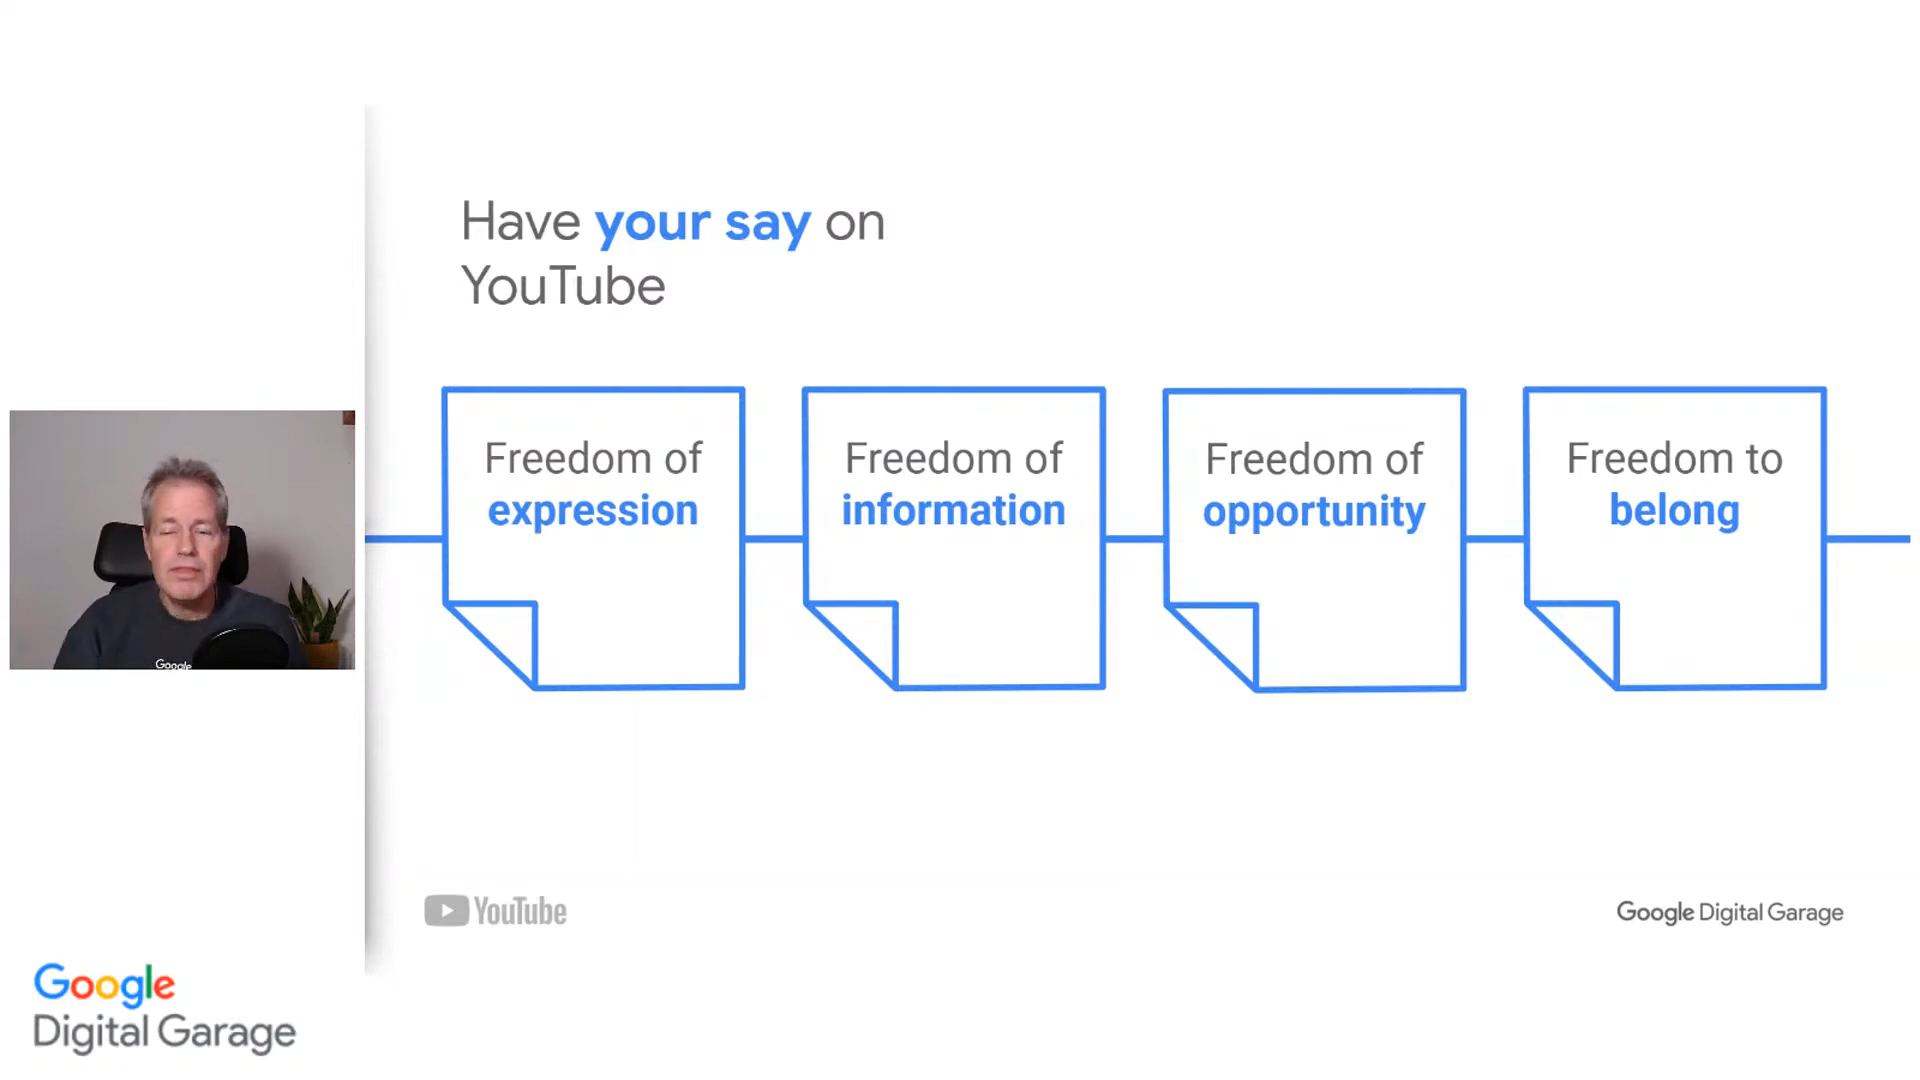 Have your say on
YouTube
Freedom of
expression
Freedom of
information
Freedom of
opportunity
Freedom to
belong
Google
YouTube
Google Digital Garage
Google
Digital Garage